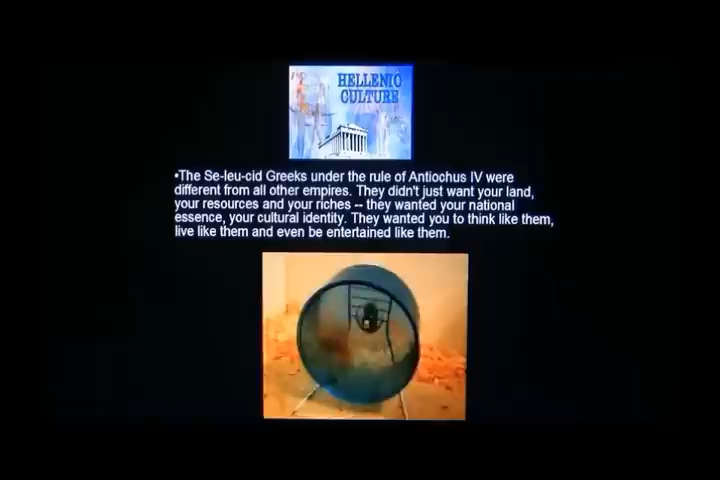 HELLENIC
CULTURE
•The Se-leu-cid Greeks under the rule of Antiochus IV were
different from all other empires. They didn't just want your land,
your resources and your riches -- they wanted your national
essence, your cultural identity. They wanted you to think like them,
live like them and even be entertained like them.